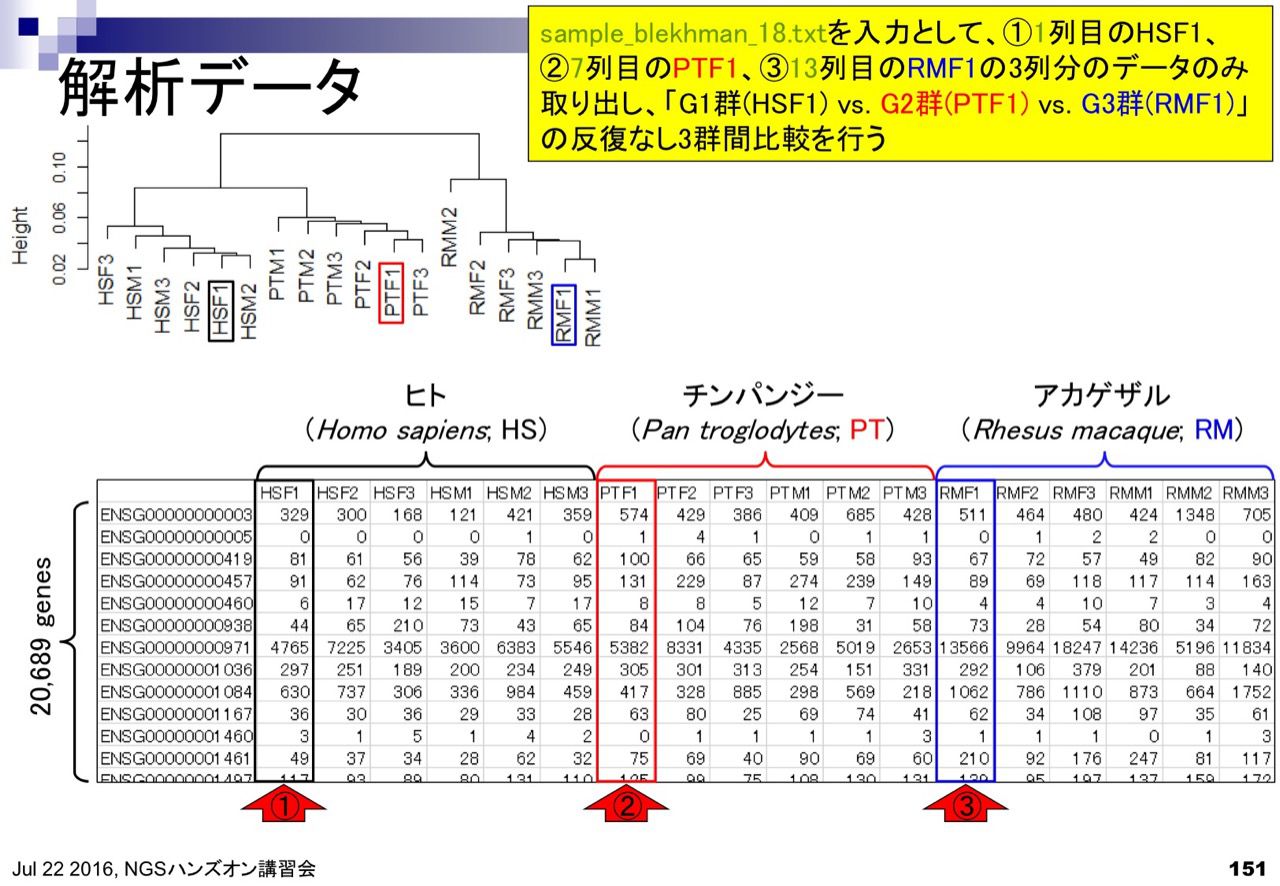 解析データ
sample_blekhman_18.txtを入力として、①1列目のHSF1、
②7列目のPTF1、③13列目のRMF1の3列分のデータのみ
取り出し、「G1群(HSF1) vs. G2群(PTF1) vs. G3群(RMF1)」
の反復なし3群間比較を行う
Height
0.02 0.06 0.10
HSF3 HSM1 HSM3 HSF2 HSF1 HSM2 PTM1 PTM2 PTM3 PTF2 PTF1 PTF3 RMM2 RMF2 RMF3 RMM3 RMF1 RMM1
ヒト
(Homo sapiens; HS)
チンパンジー
(Pan troglodytes; PT)
アカゲザル
(Rhesus macaque; RM)
20,689 genes
HSF1 HSF2 HSF3 HSM1 HSM2 HSM3 PTF1 PTF2 PTF3 PTM1 PTM2 PTM3 RMF1 RMF2 RMF3 RMM1 RMM2 RMM3
ENSG00000000003 329 300 168 121 421 359 574 429 386 409 685 428 511 464 480 424 1348 705
ENSG00000000005 0 0 0 0 1 0 1 4 1 0 1 1 0 1 2 2 0 0
ENSG00000000419 81 61 56 39 78 62 100 66 65 59 58 93 67 72 57 49 82 90
ENSG00000000457 91 62 76 114 73 95 131 229 87 274 239 149 89 69 118 117 114 163
ENSG00000000460 6 17 12 15 7 17 8 8 5 12 7 10 4 4 10 7 3 4
ENSG00000000938 44 65 210 73 43 65 84 104 76 198 31 58 73 28 54 80 34 72
ENSG00000000971 4765 7225 3405 3600 6383 5546 5382 8331 4335 2568 5019 2653 13566 9964 18247 14236 5196 11834
ENSG00000001036 297 251 189 200 234 249 305 301 313 254 151 331 292 106 379 201 88 140
ENSG00000001084 630 737 306 336 984 459 417 328 885 298 569 218 1062 786 1110 873 664 1752
ENSG00000001167 36 30 36 29 33 28 63 80 25 69 74 41 62 34 108 97 35 61
ENSG00000001460 3 1 5 1 4 2 0 1 1 1 1 3 1 1 1 0 1 3
ENSG00000001461 49 37 34 28 62 32 75 69 40 90 69 60 210 92 176 247 81 117
ENSG00000001497 117 93 89 80 131 110 125 99 75 108 130 131 139 95 197 137 159 172
① ② ③
Jul 22 2016, NGSハンズオン講習会
151